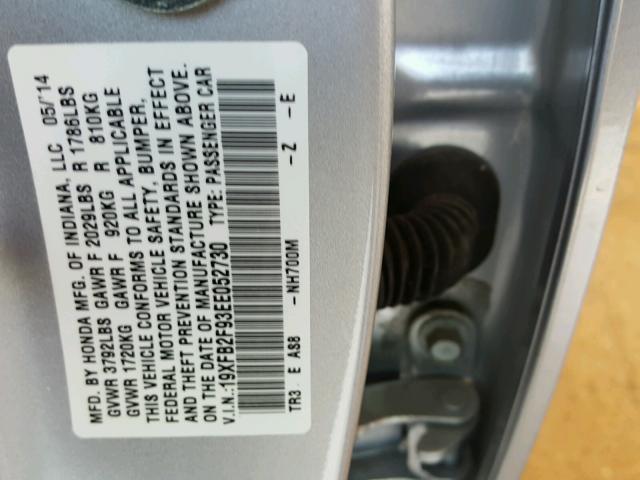 MFD. BY HONDA MFG. OF INDIANA, LLC 05/'14
GVWR 3792LBS GAWR F 2029LBS R 1786LBS
GVWR 1720KG GAWR F 920KG R 810KG
THIS VEHICLE CONFORMS TO ALL APPLICABLE
FEDERAL MOTOR VEHICLE SAFETY, BUMPER,
AND THEFT PREVENTION STANDARDS IN EFFECT
ON THE DATE OF MANUFACTURE SHOWN ABOVE.
V.I.N.:19XFB2F93EE052730 TYPE: PASSENGER CAR
TR3 E AS8 -NH700M -Z -E